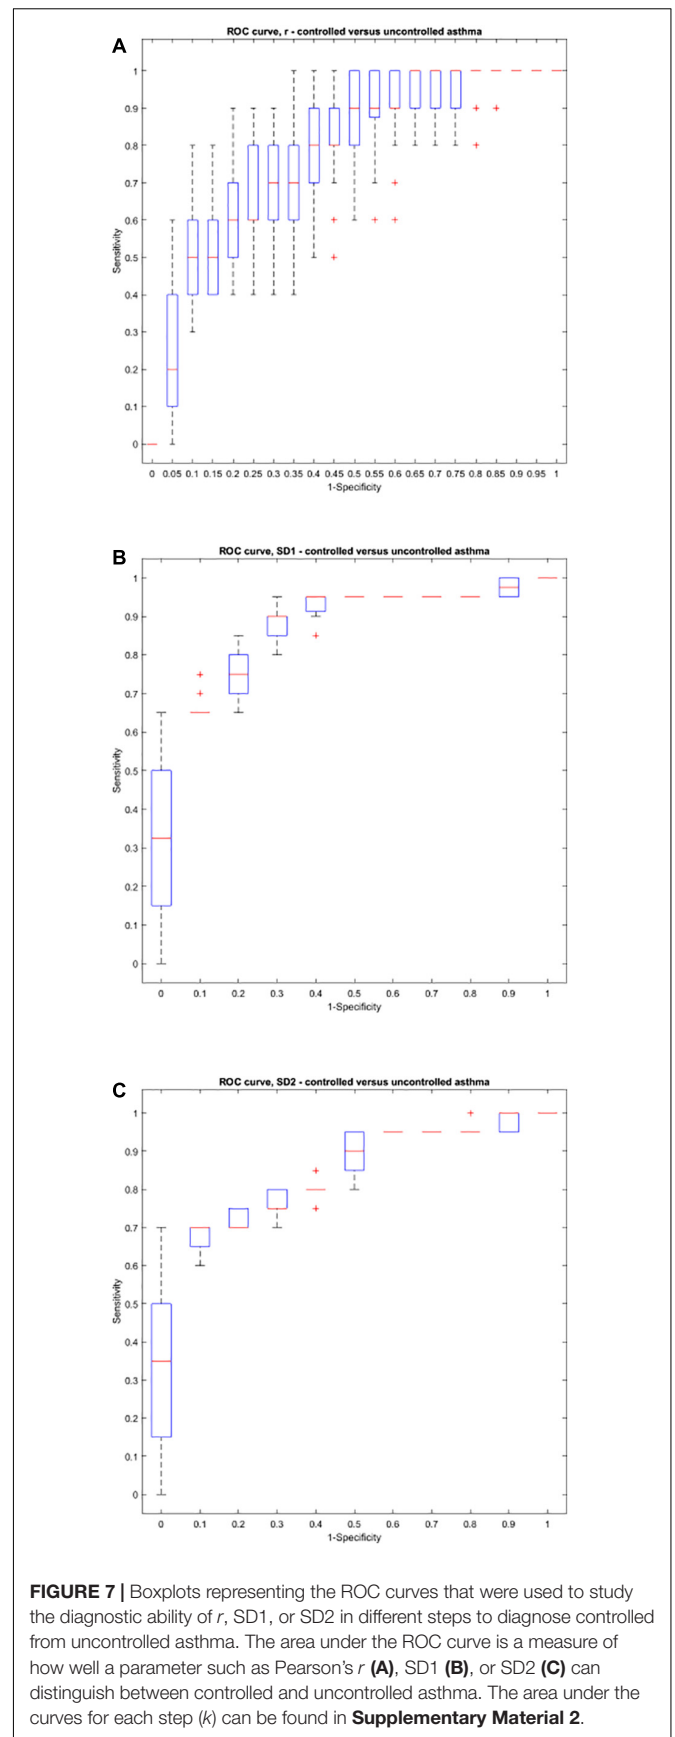 A
ROC curve, r - controlled versus uncontrolled asthma
1
0.9
0.8
0.7
0.6
0.5
0.4
0.3
0.2
0.1
0
Sensitivity
0 0.05 0.1 0.15 0.2 0.25 0.3 0.35 0.4 0.45 0.5 0.55 0.6 0.65 0.7 0.75 0.8 0.85 0.9 0.95 1
1-Specificity
B
ROC curve, SD1 - controlled versus uncontrolled asthma
1
0.9
0.8
0.7
0.6
0.5
0.4
0.3
0.2
0.1
0
Sensitivity
0 0.1 0.2 0.3 0.4 0.5 0.6 0.7 0.8 0.9 1
1-Specificity
C
ROC curve, SD2 - controlled versus uncontrolled asthma
1
0.9
0.8
0.7
0.6
0.5
0.4
0.3
0.2
0.1
0
Sensitivity
0 0.1 0.2 0.3 0.4 0.5 0.6 0.7 0.8 0.9 1
1-Specificity
FIGURE 7 | Boxplots representing the ROC curves that were used to study
the diagnostic ability of r, SD1, or SD2 in different steps to diagnose controlled
from uncontrolled asthma. The area under the ROC curve is a measure of
how well a parameter such as Pearson's r (A), SD1 (B), or SD2 (C) can
distinguish between controlled and uncontrolled asthma. The area under the
curves for each step (k) can be found in Supplementary Material 2.